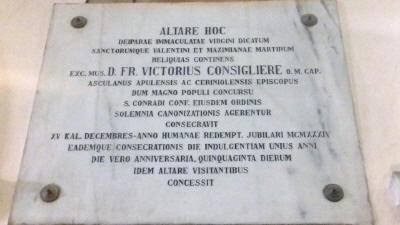 ALTARE HOC
DEIPARAE IMMACULATAE VIRGINI DICATUM
SANCTORUMQUE VALENTINI ET MAXIMIANAE MARTIRUM
RELIQUIAS CONTINENS
EXC. MUS. D. FR. VICTORIUS CONSIGLIERE O. M. CAP.
ASCULANUS APULENSIS AC CERINIOLENSIS EPISCOPUS
DUM MAGNO POPULI CONCURSU
S. CONRADI CONF. EJUSDEM ORDINIS
SOLEMNIA CANONIZATIONIS AGERENTUR
CONSECRAVIT
XV KAL. DECEMBRES - ANNO HUMANAE REDEMPT. JUBILARI MCMXXXIV
EADEMQUE CONSECRATIONIS DIE INDULGENTIAM UNIUS ANNI
DIE VERO ANNIVERSARIA, QUINQUAGINTA DIERUM
IDEM ALTARE VISITANTIBUS
CONCESSIT